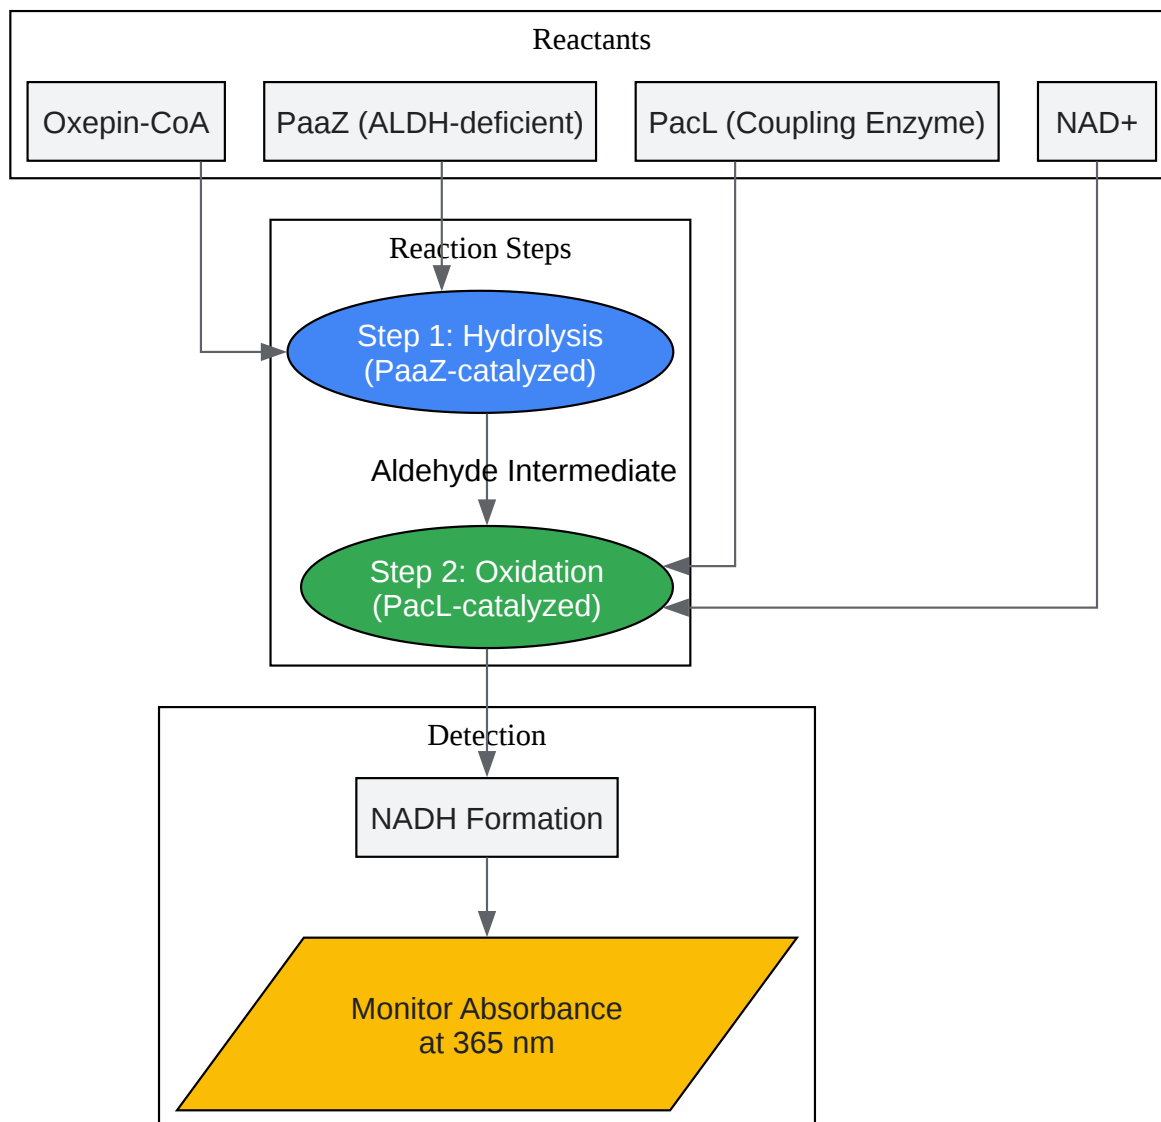 Reactants
Oxepin-CoA
PaaZ (ALDH-deficient)
PacL (Coupling Enzyme)
NAD+
Reaction Steps
Step 1: Hydrolysis
(PaaZ-catalyzed)
Aldehyde Intermediate
Step 2: Oxidation
(PacL-catalyzed)
Detection
NADH Formation
Monitor Absorbance
at 365 nm